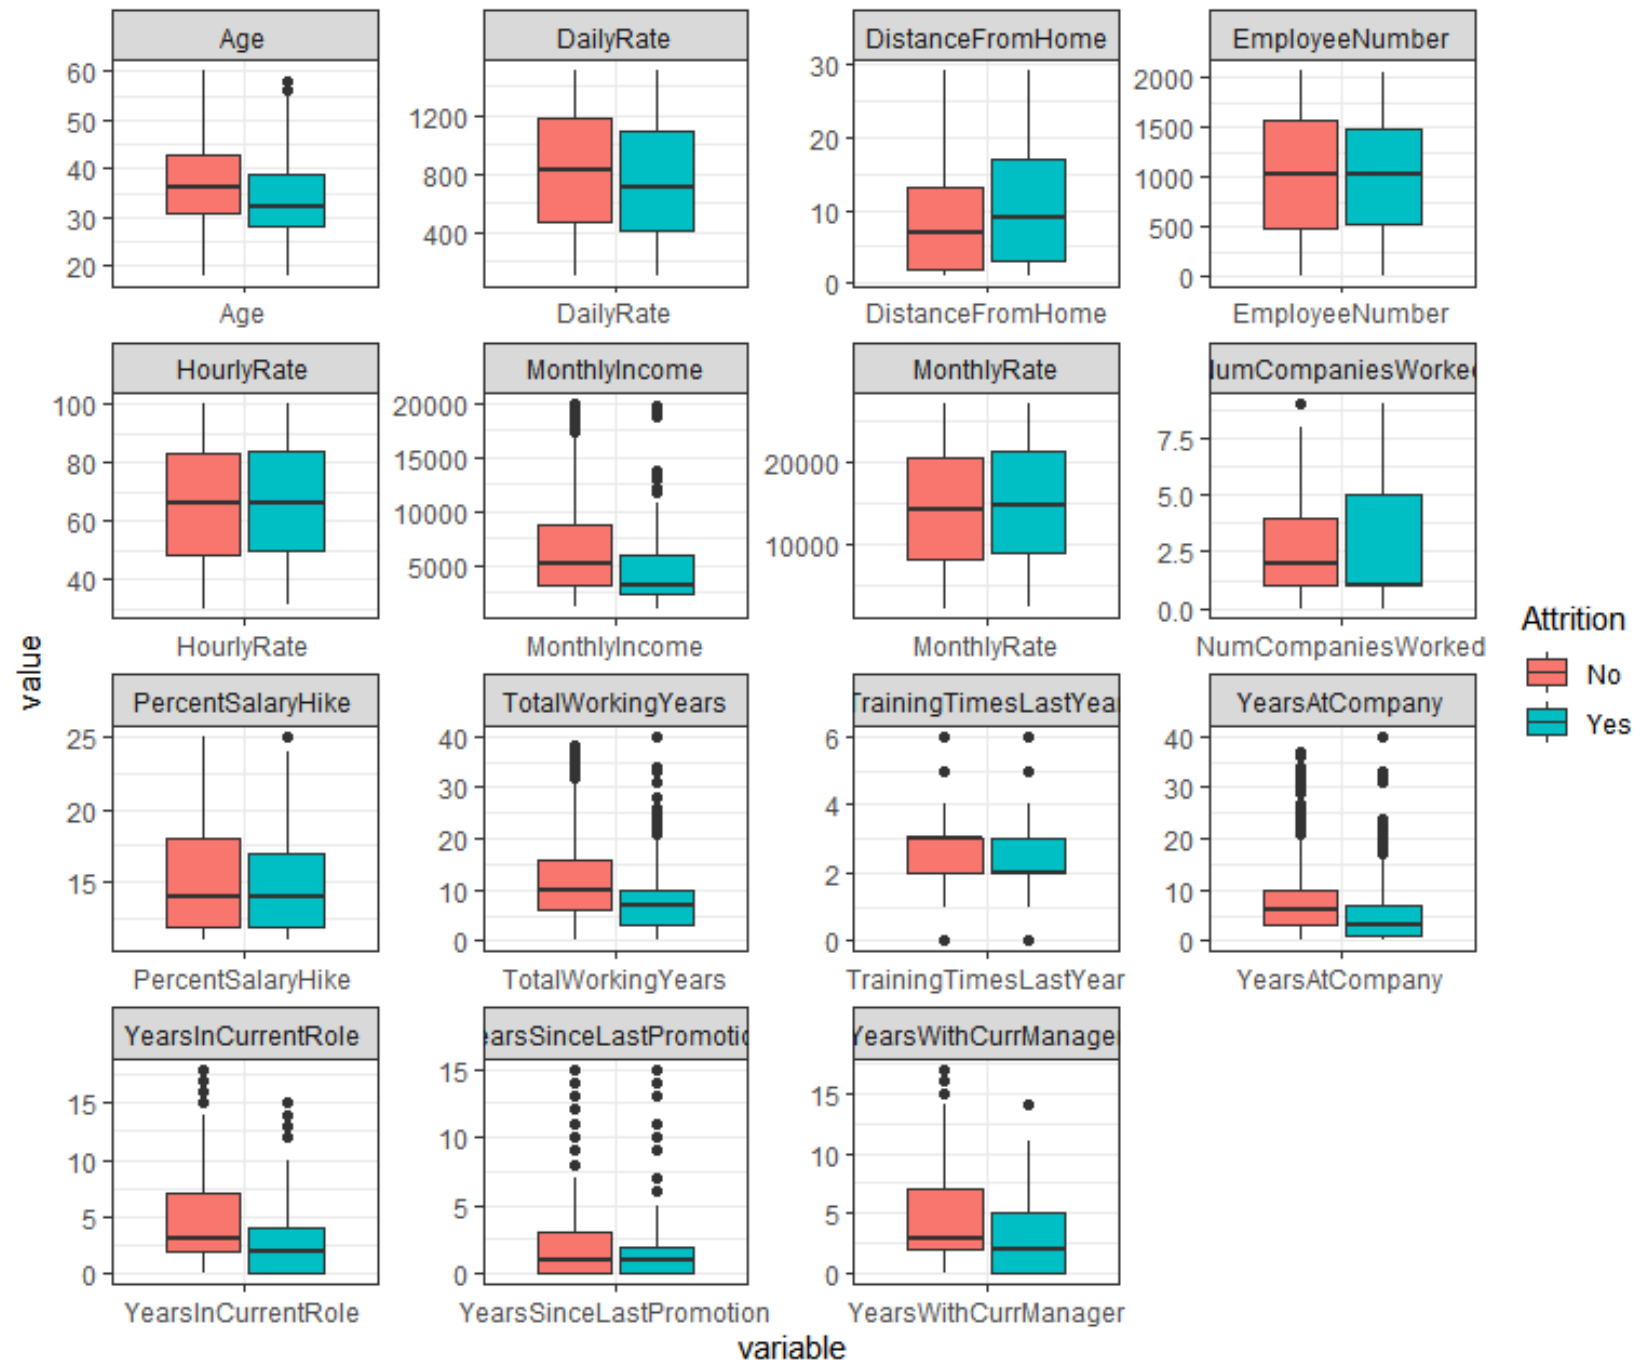 Age
DailyRate
DistanceFromHome
EmployeeNumber
60
50
40
30
20
1200
800
400
30
20
10
0
2000
1500
1000
500
0
Age
DailyRate
DistanceFromHome
EmployeeNumber
HourlyRate
MonthlyIncome
MonthlyRate
lumCompaniesWorked
100
80
60
40
20000
15000
10000
5000
20000
10000
7.5
5.0
2.5
0.0
HourlyRate
MonthlyIncome
MonthlyRate
NumCompaniesWorked
value
Attrition
No
Yes
PercentSalaryHike
TotalWorkingYears
TrainingTimesLastYear
YearsAtCompany
25
20
15
40
30
20
10
0
6
4
2
0
40
30
20
10
0
PercentSalaryHike
TotalWorkingYears
TrainingTimesLastYear
YearsAtCompany
YearsInCurrentRole
earsSinceLastPromotio
YearsWithCurrManager
15
10
5
0
15
10
5
0
15
10
5
0
YearsInCurrentRole
YearsSinceLastPromotion
YearsWithCurrManager
variable